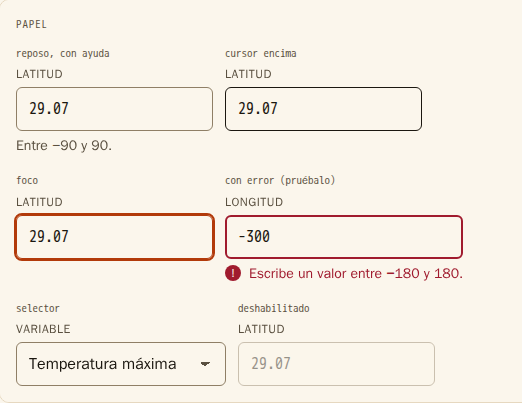 PAPEL
reposo, con ayuda
cursor encima
LATITUD
LATITUD
29.07
29.07
Entre −90 y 90.
foco
con error (pruébalo)
LATITUD
LONGITUD
29.07
-300
! Escribe un valor entre −180 y 180.
selector
deshabilitado
VARIABLE
LATITUD
Temperatura máxima
29.07